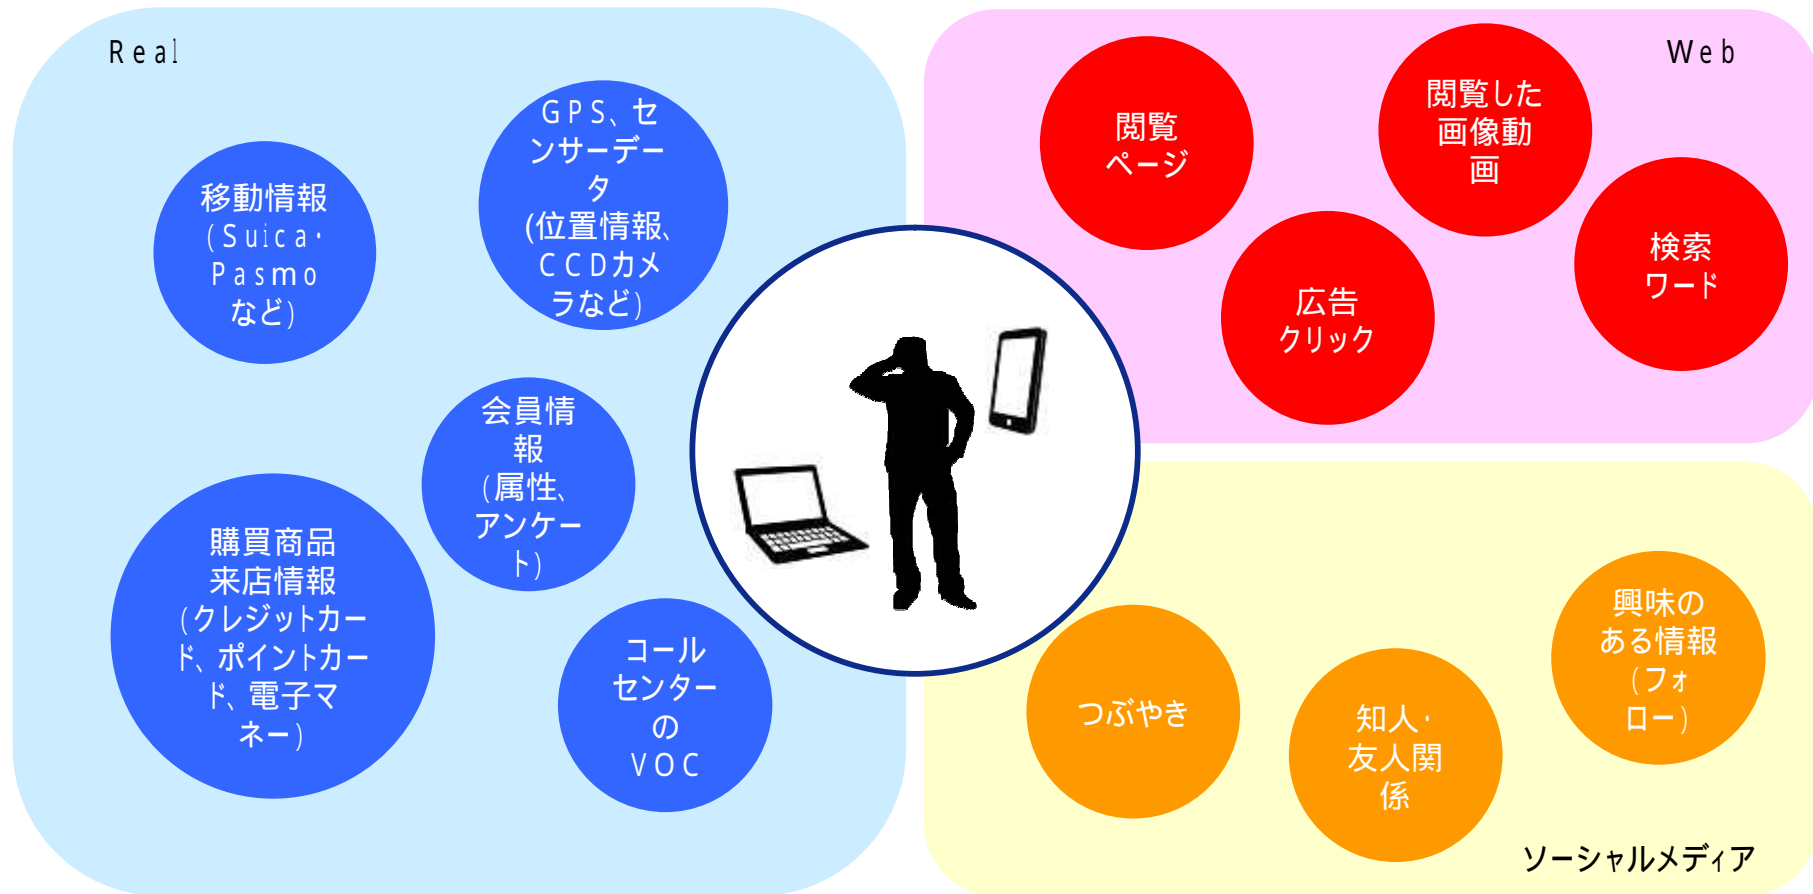 Real
GPS、セ
ンサーデー
タ
(位置情報、
CCDカメ
ラなど)
移動情報
(Suica・
Pasmo
など)
会員情
報
(属性、
アンケー
ト)
購買商品
来店情報
(クレジットカー
ド、ポイントカー
ド、電子マ
ネー)
コール
センター
の
VOC
Web
閲覧
ページ
閲覧した
画像動
画
検索
ワード
広告
クリック
つぶやき
知人・
友人関
係
興味の
ある情報
(フォ
ロー)
ソーシャルメディア